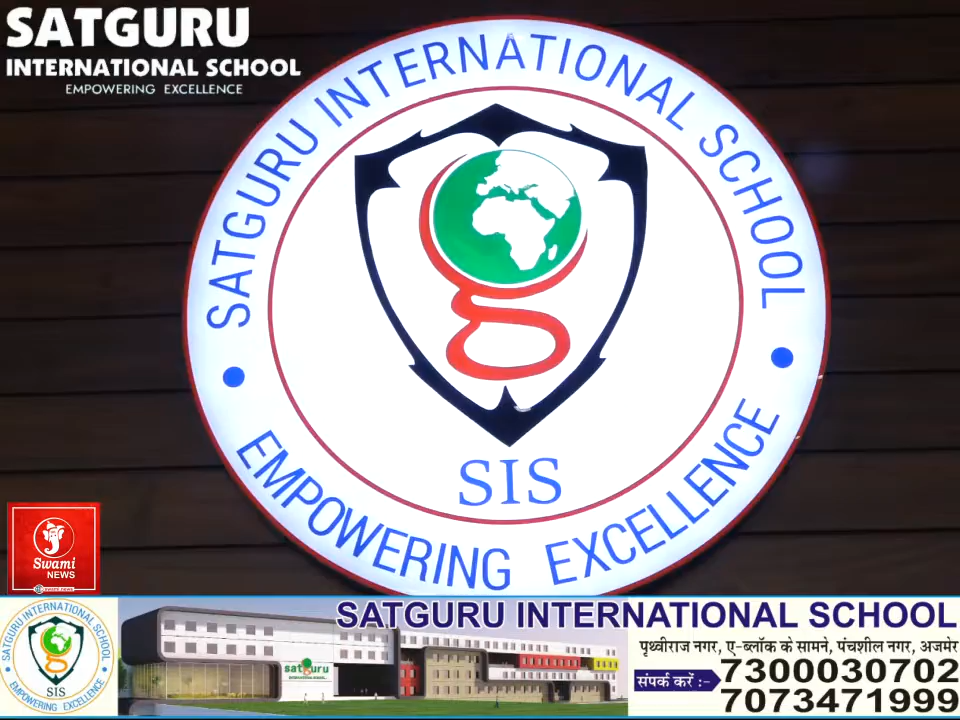 SATGURU
INTERNATIONAL SCHOOL
EMPOWERING EXCELLENCE
SATGURU INTERNATIONAL SCHOOL
SIS
EMPOWERING EXCELLENCE
Swami
NEWS
SATGURU INTERNATIONAL SCHOOL
SIS
EMPOWERING EXCELLENCE
satguru
SATGURU INTERNATIONAL SCHOOL
पृथ्वीराज नगर, ए-ब्लॉक के सामने, पंचशील नगर, अजमेर
संपर्क करें :-
7300030702
7073471999